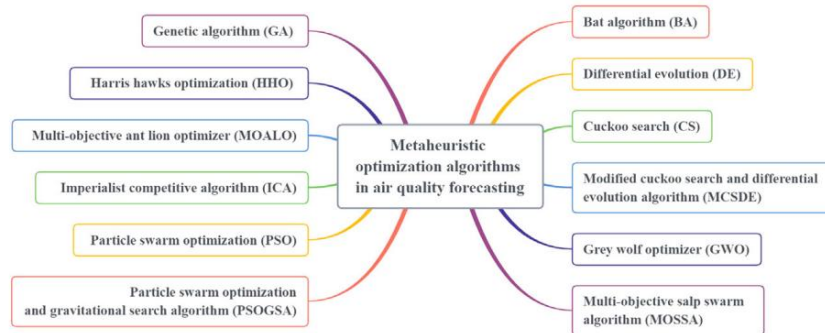 Genetic algorithm (GA)
Harris hawks optimization (HHO)
Multi-objective ant lion optimizer (MOALO)
Imperialist competitive algorithm (ICA)
Particle swarm optimization (PSO)
Particle swarm optimization
and gravitational search algorithm (PSOGSA)
Metaheuristic
optimization algorithms
in air quality forecasting
Bat algorithm (BA)
Differential evolution (DE)
Cuckoo search (CS)
Modified cuckoo search and differential
evolution algorithm (MCSDE)
Grey wolf optimizer (GWO)
Multi-objective salp swarm
algorithm (MOSSA)